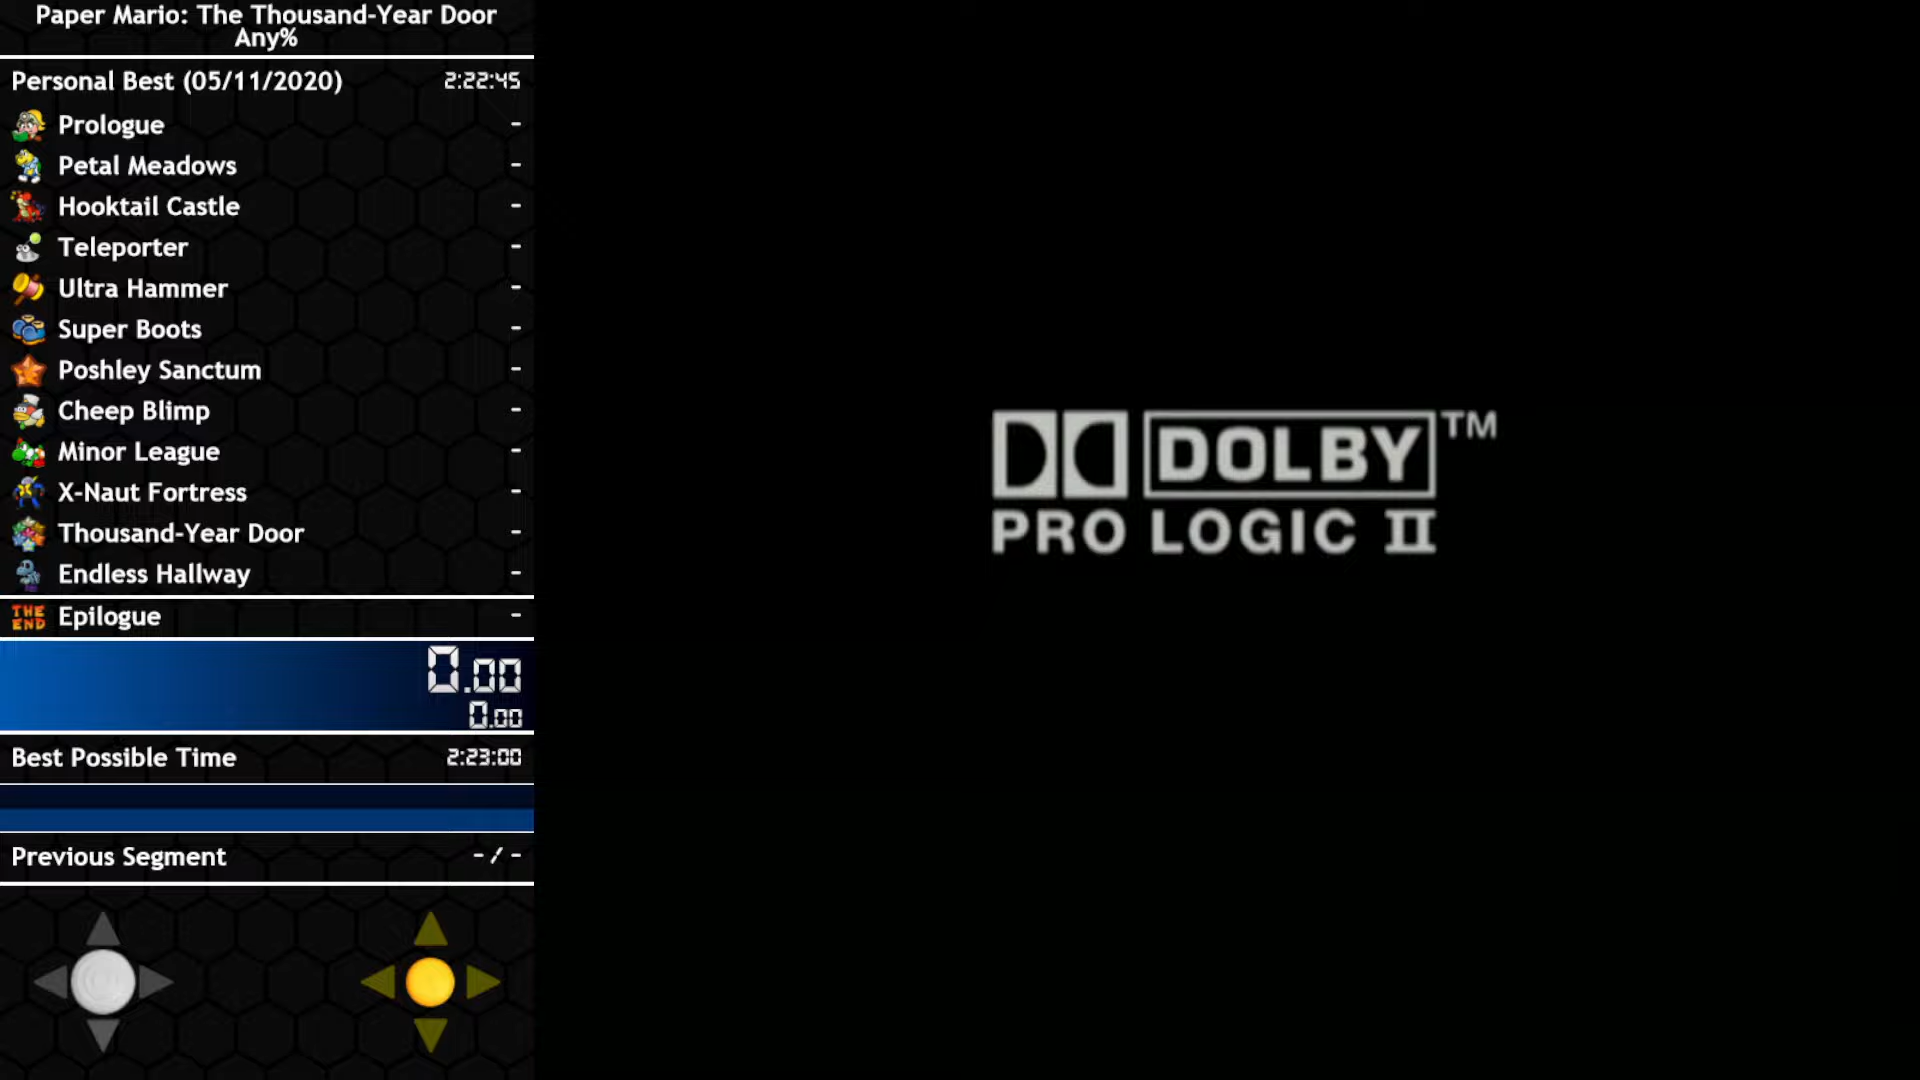 Paper Mario: The Thousand-Year Door
Any%
Personal Best (05/11/2020) 2:22:45
Prologue -
Petal Meadows -
Hooktail Castle -
Teleporter -
Ultra Hammer -
Super Boots -
Poshley Sanctum -
Cheep Blimp -
Minor League -
X-Naut Fortress -
Thousand-Year Door -
Endless Hallway -
THE END Epilogue -
0.00
0.00
Best Possible Time 2:23:00
Previous Segment - / -
DOLBY™
PRO LOGIC II